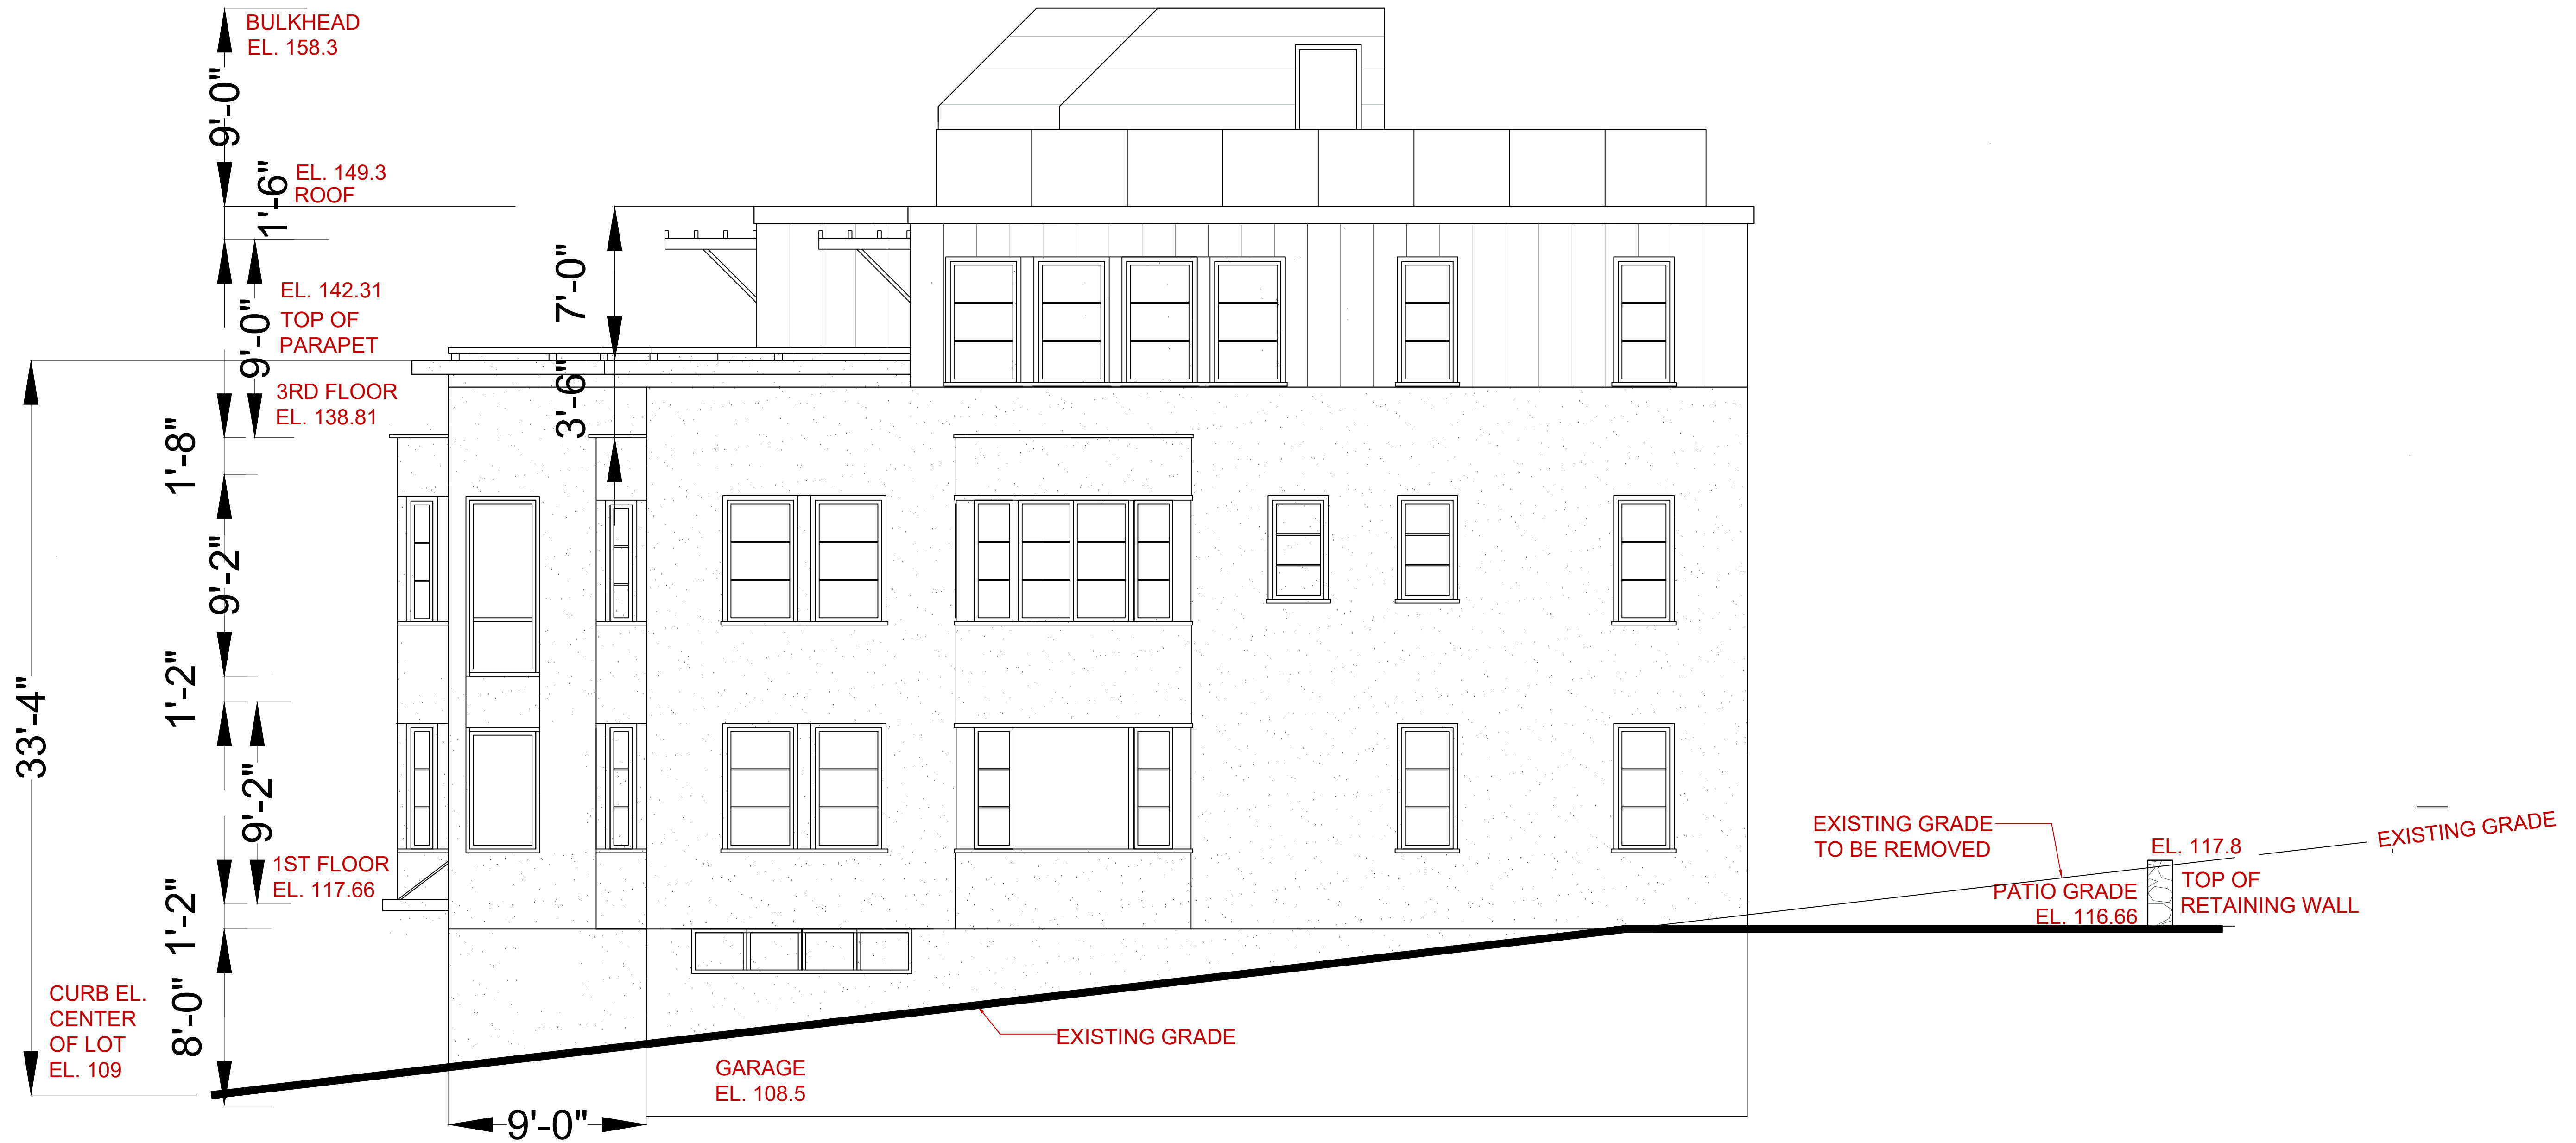 BULKHEAD
EL. 158.3
9'-0"
EL. 149.3
ROOF
1'-6"
EL. 142.31
TOP OF
PARAPET
9'-0"
7'-0"
3RD FLOOR
EL. 138.81
3'-6"
1'-8"
9'-2"
1'-2"
33'-4"
9'-2"
1ST FLOOR
EL. 117.66
1'-2"
8'-0"
CURB EL.
CENTER
OF LOT
EL. 109
GARAGE
EL. 108.5
9'-0"
EXISTING GRADE
EXISTING GRADE
TO BE REMOVED
PATIO GRADE
EL. 116.66
EL. 117.8
TOP OF
RETAINING WALL
EXISTING GRADE